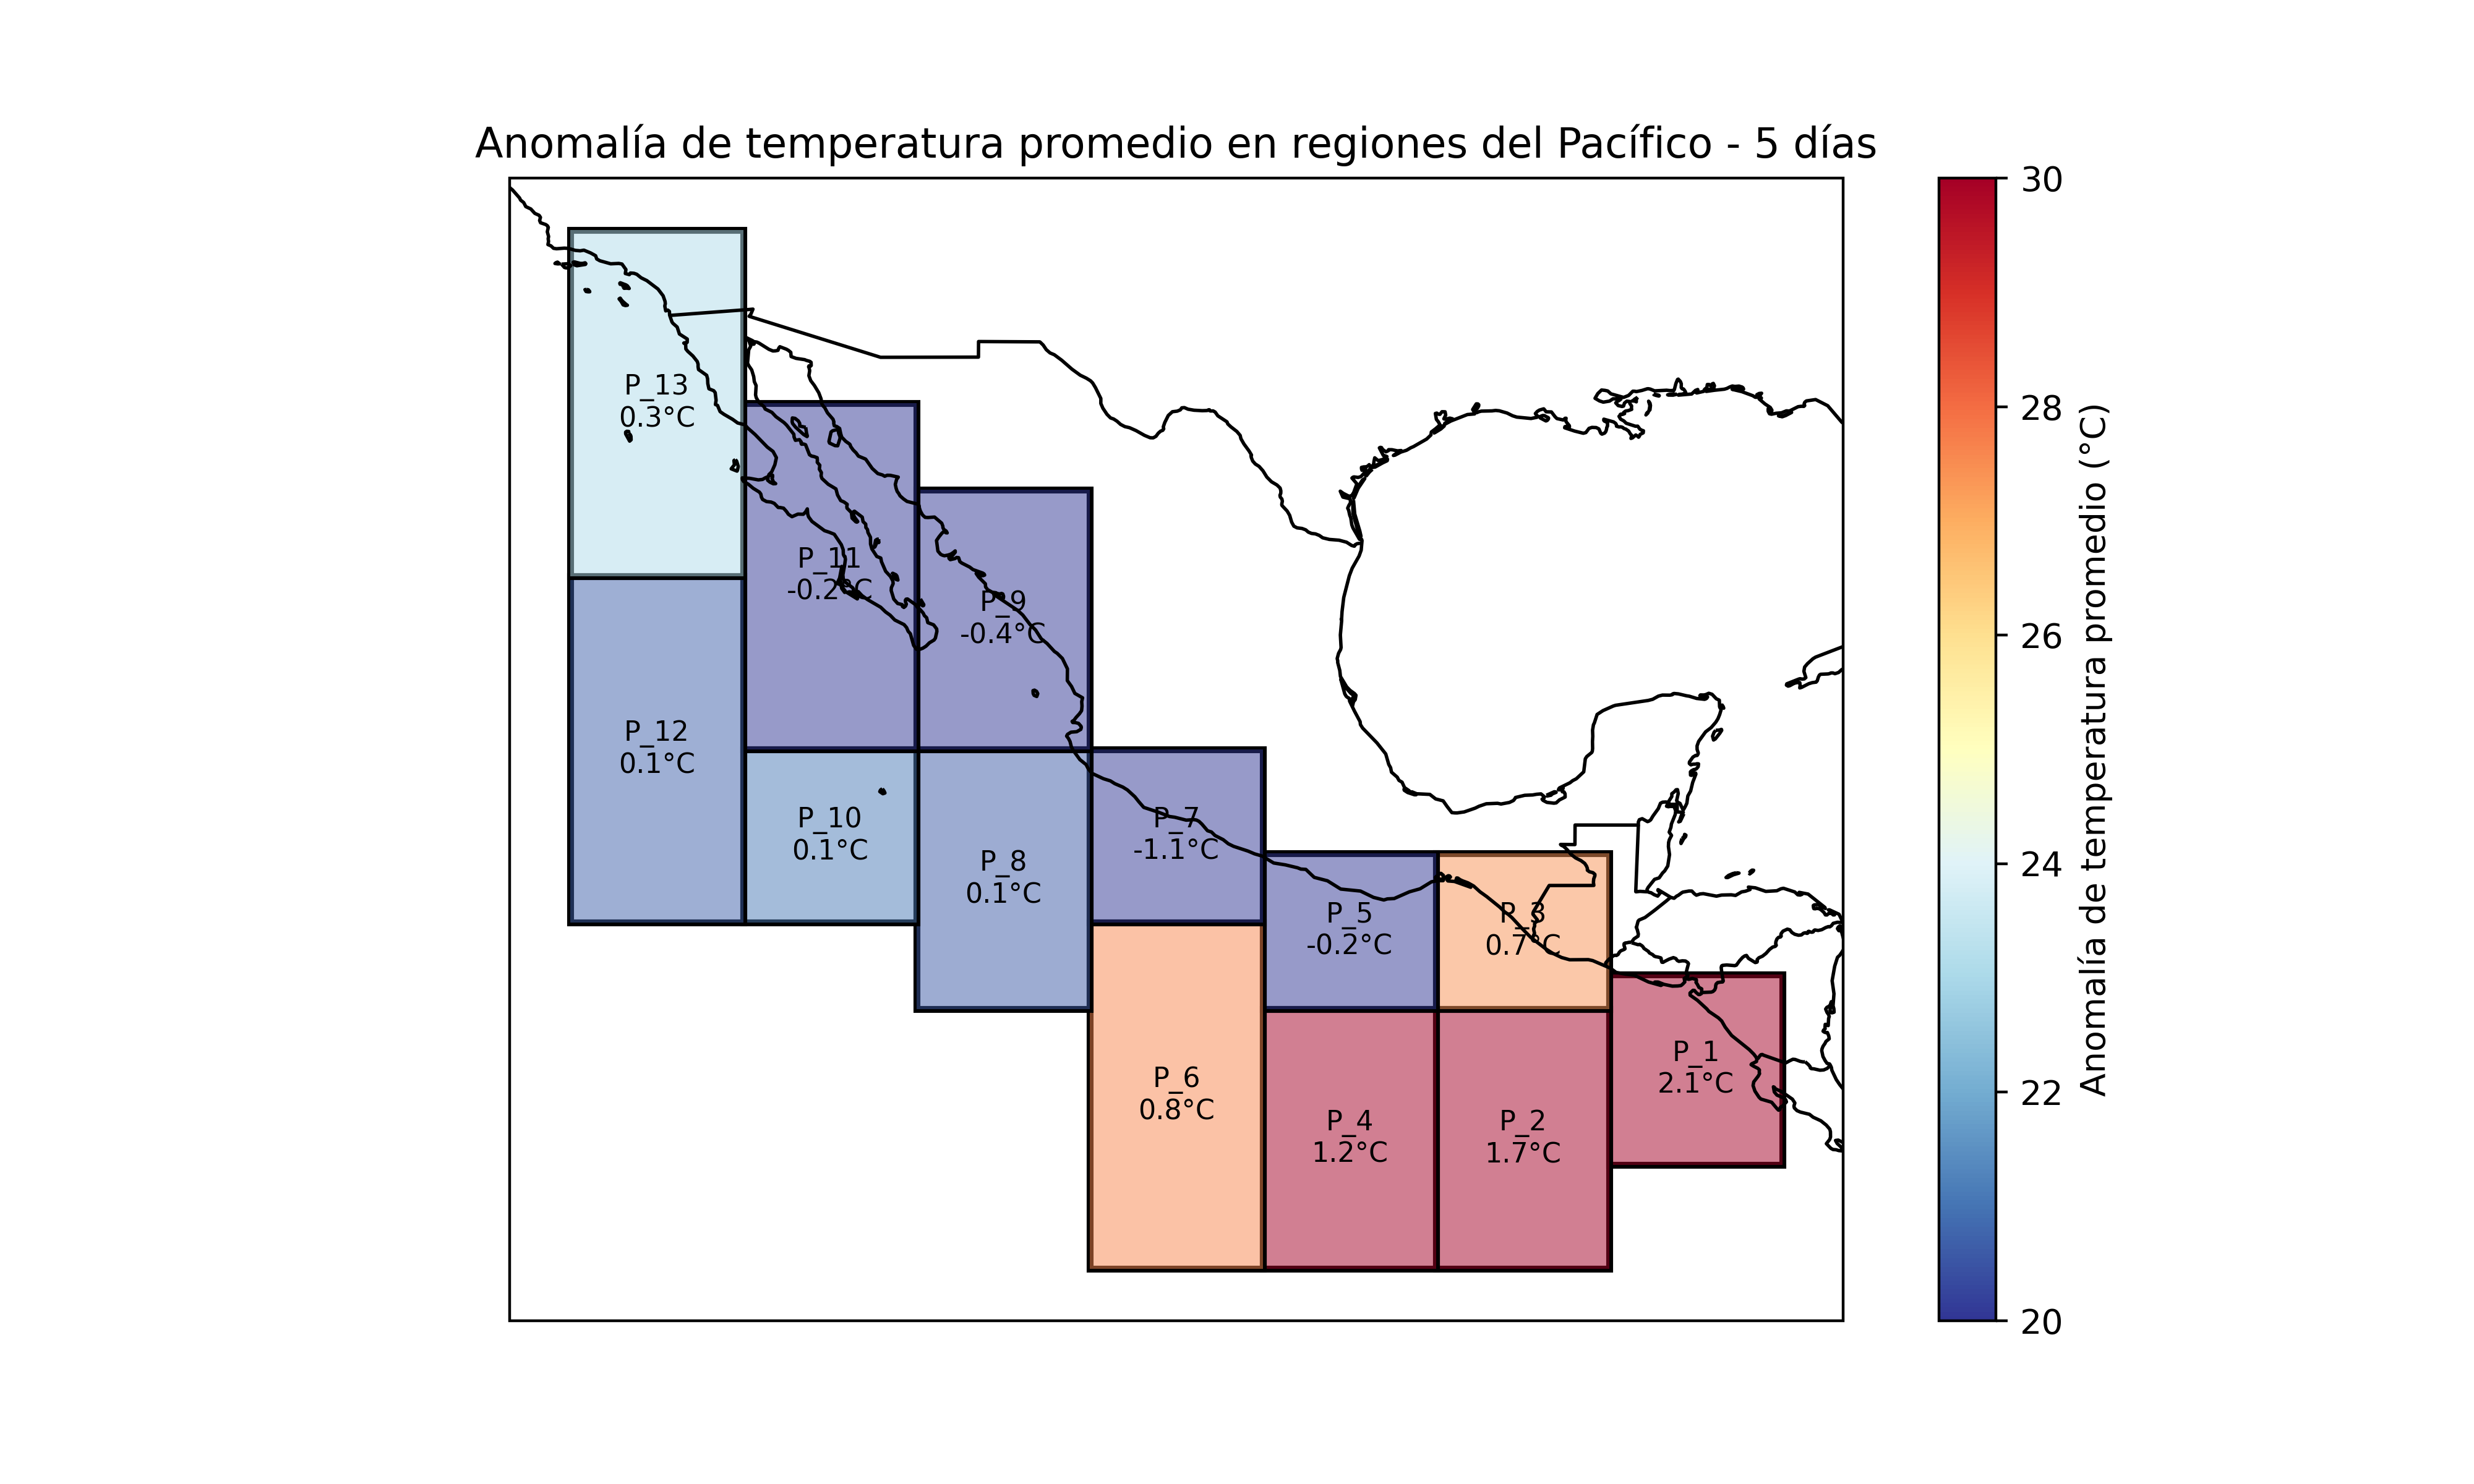 Anomalía de temperatura promedio en regiones del Pacífico - 5 días
P_13
0.3°C
P_11
-0.2°C
P_9
-0.4°C
P_12
0.1°C
P_10
0.1°C
P_8
0.1°C
P_7
-1.1°C
P_5
-0.2°C
P_3
0.7°C
P_6
0.8°C
P_4
1.2°C
P_2
1.7°C
P_1
2.1°C
30
28
26
24
22
20
Anomalía de temperatura promedio (°C)